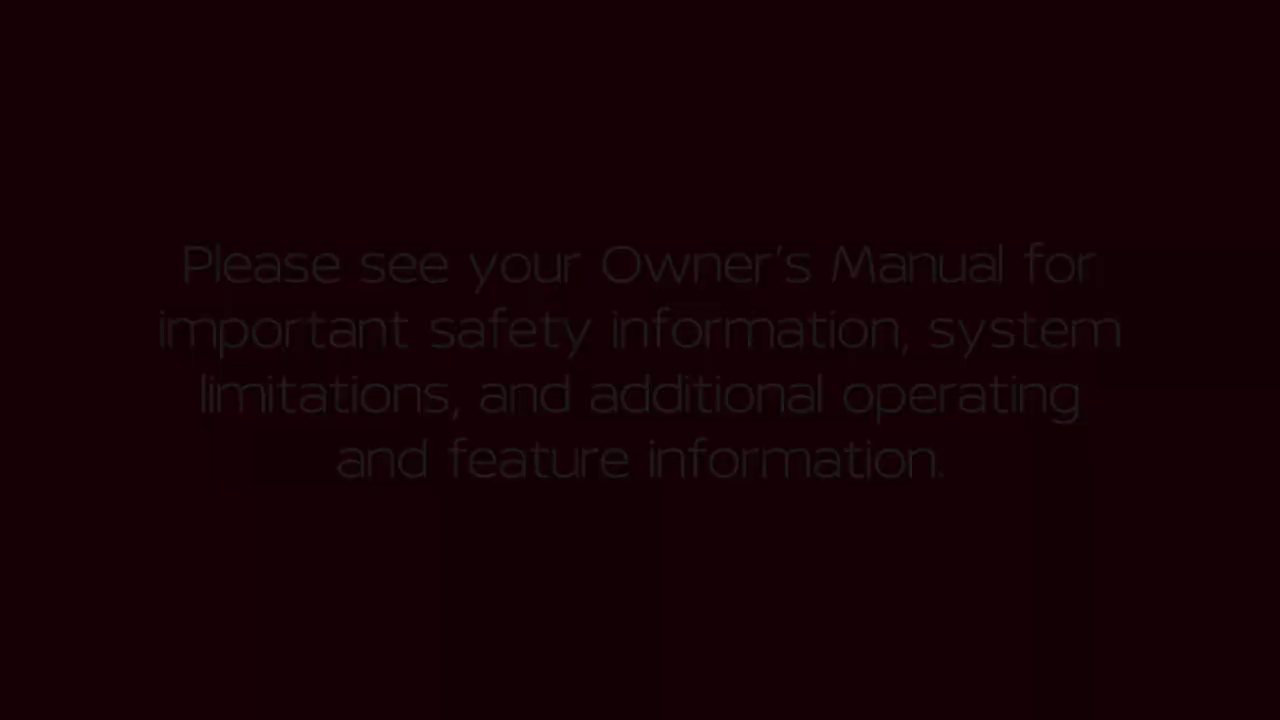 Please see your Owner's Manual for
important safety information, system
limitations, and additional operating
and feature information.